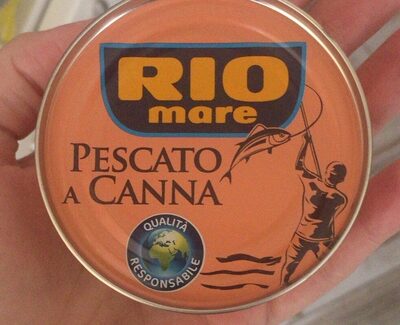 RIO
mare
PESCATO
A CANNA
QUALITÀ
RESPONSABILE